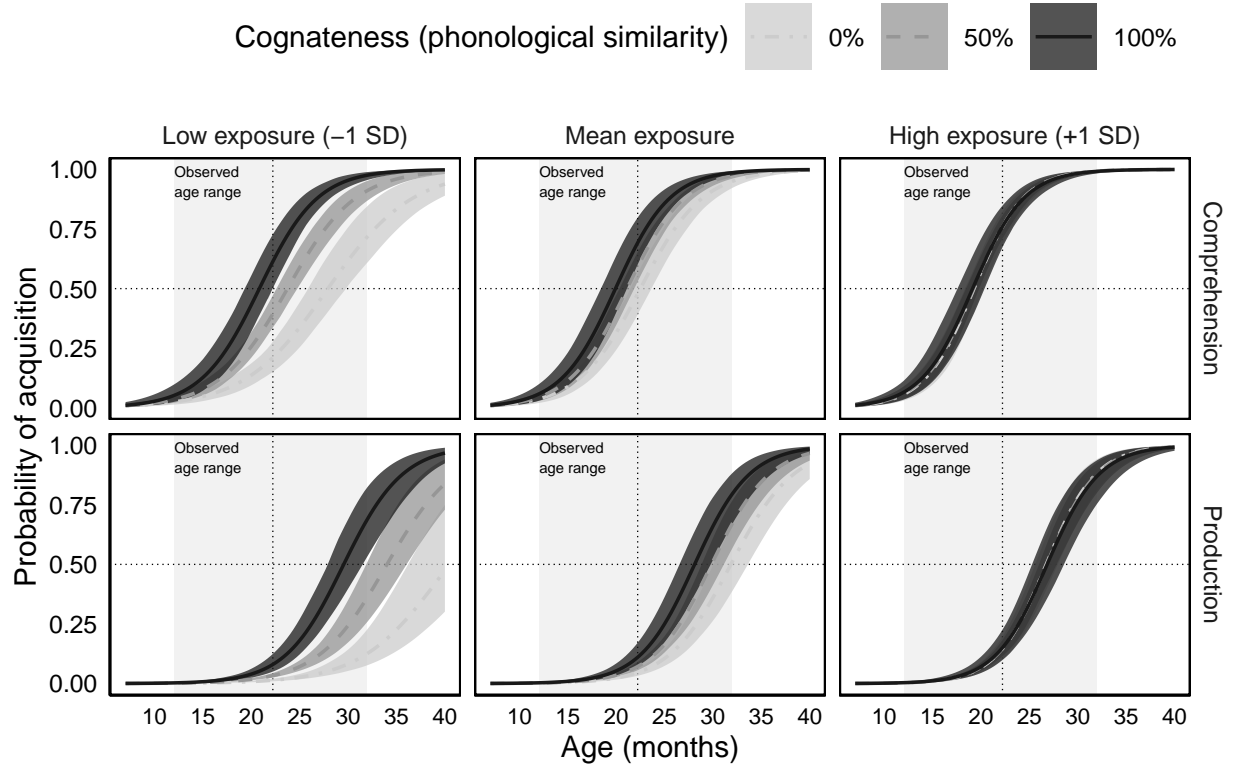 Cognateness (phonological similarity) 0% 50% 100%
Low exposure (−1 SD) Mean exposure High exposure (+1 SD)
Observed
age range
Observed
age range
Observed
age range
1.00
0.75
0.50
0.25
0.00
Comprehension
Probability of acquisition
Observed
age range
Observed
age range
Observed
age range
1.00
0.75
0.50
0.25
0.00
Production
10 15 20 25 30 35 40 10 15 20 25 30 35 40 10 15 20 25 30 35 40
Age (months)